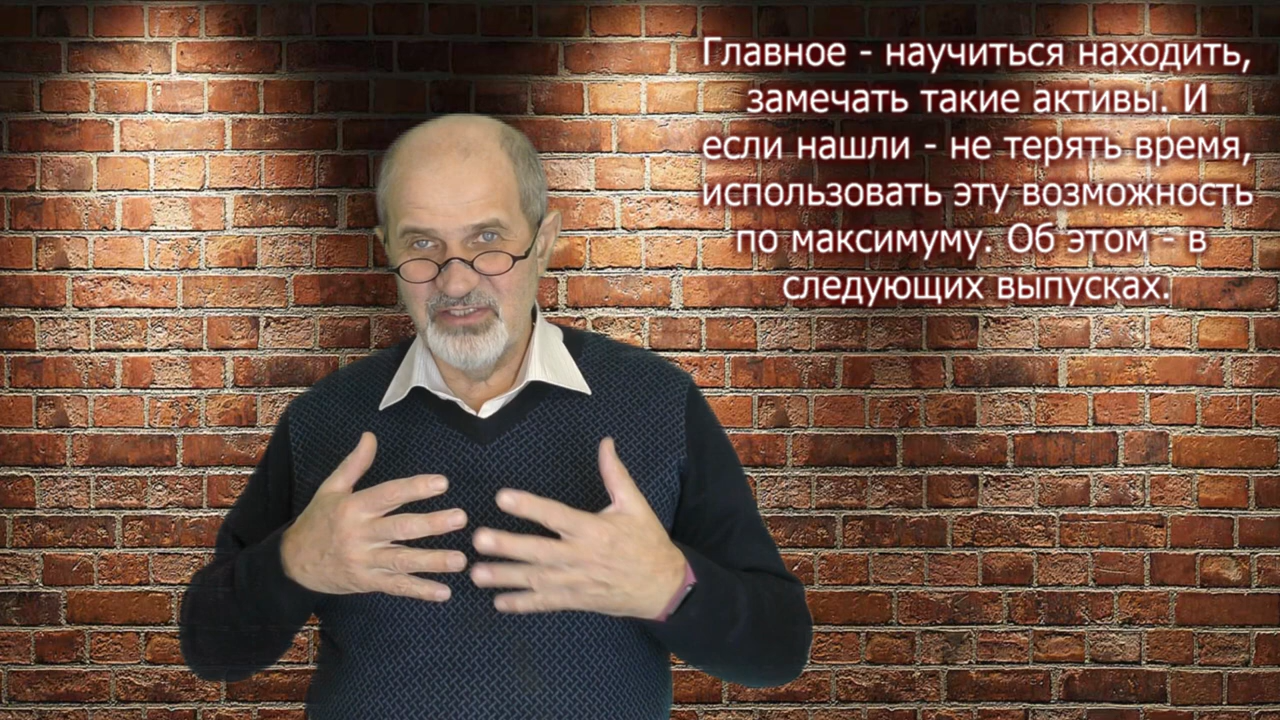 Главное - научиться находить,
замечать такие активы. И
если нашли - не терять время,
использовать эту возможность
по максимуму. Об этом - в
следующих выпусках.